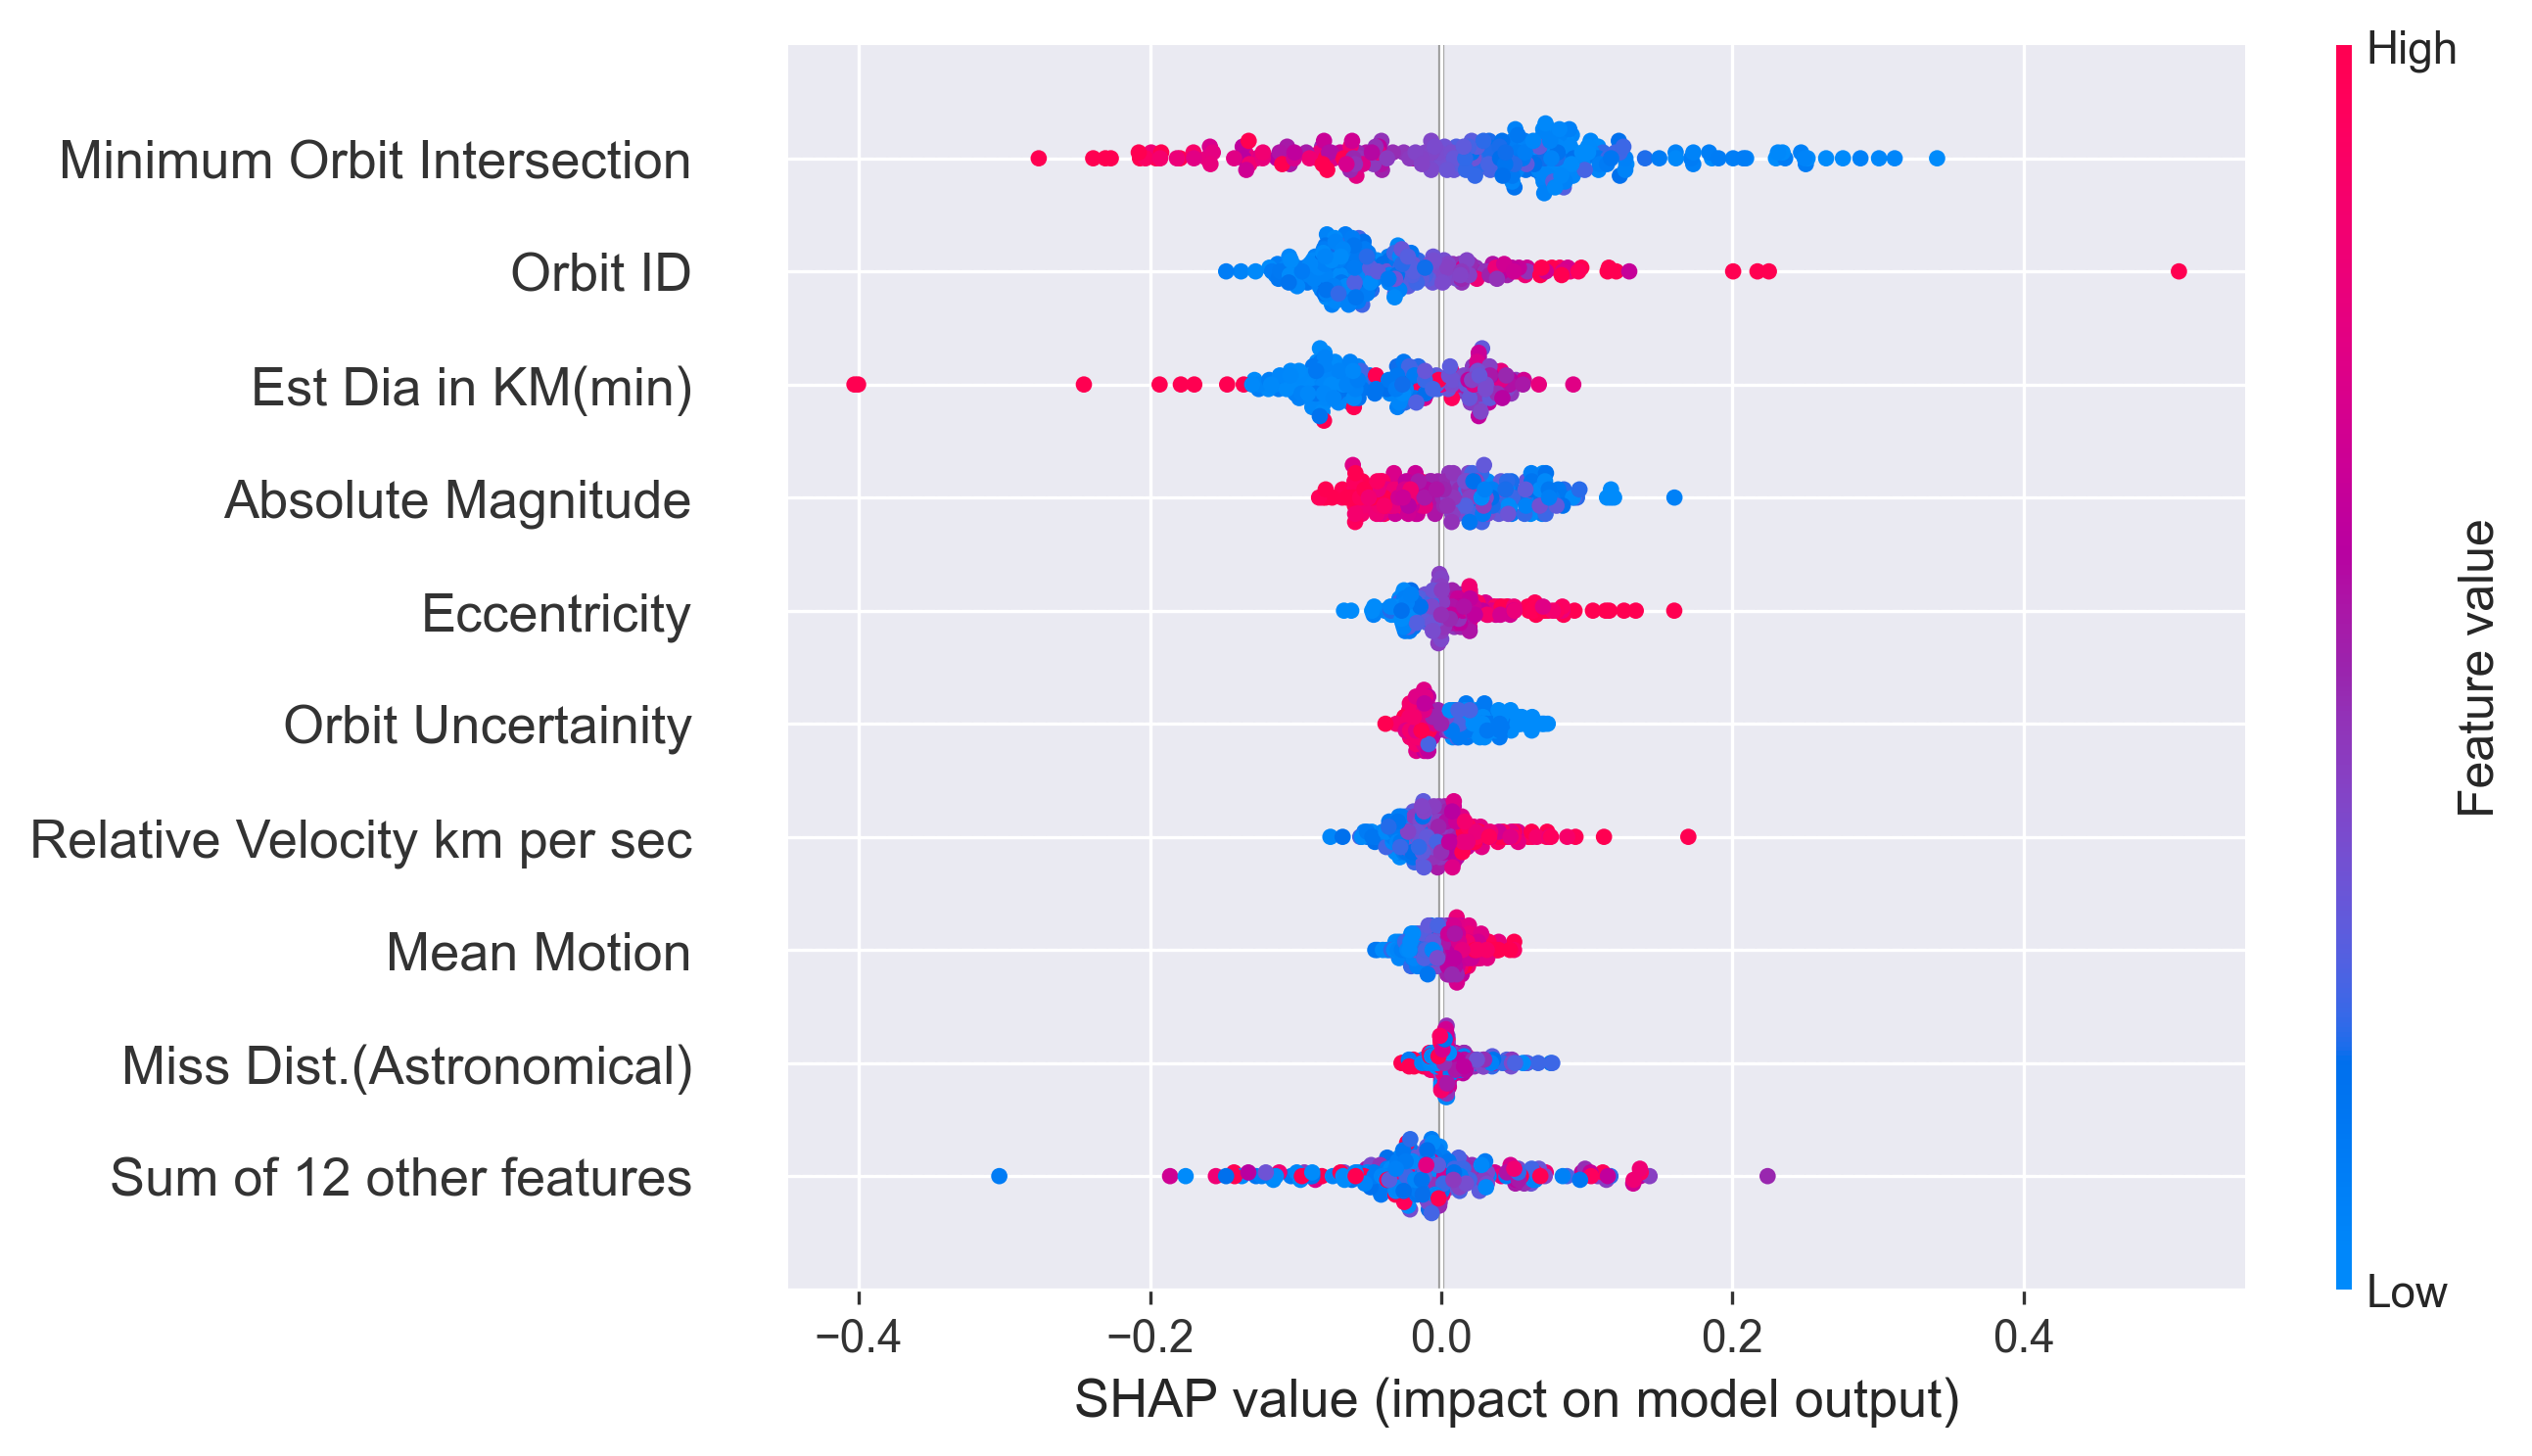 High
Minimum Orbit Intersection
Orbit ID
Est Dia in KM(min)
Absolute Magnitude
Eccentricity
Orbit Uncertainity
Relative Velocity km per sec
Mean Motion
Miss Dist.(Astronomical)
Sum of 12 other features
Feature value
Low
−0.4 −0.2 0.0 0.2 0.4
SHAP value (impact on model output)